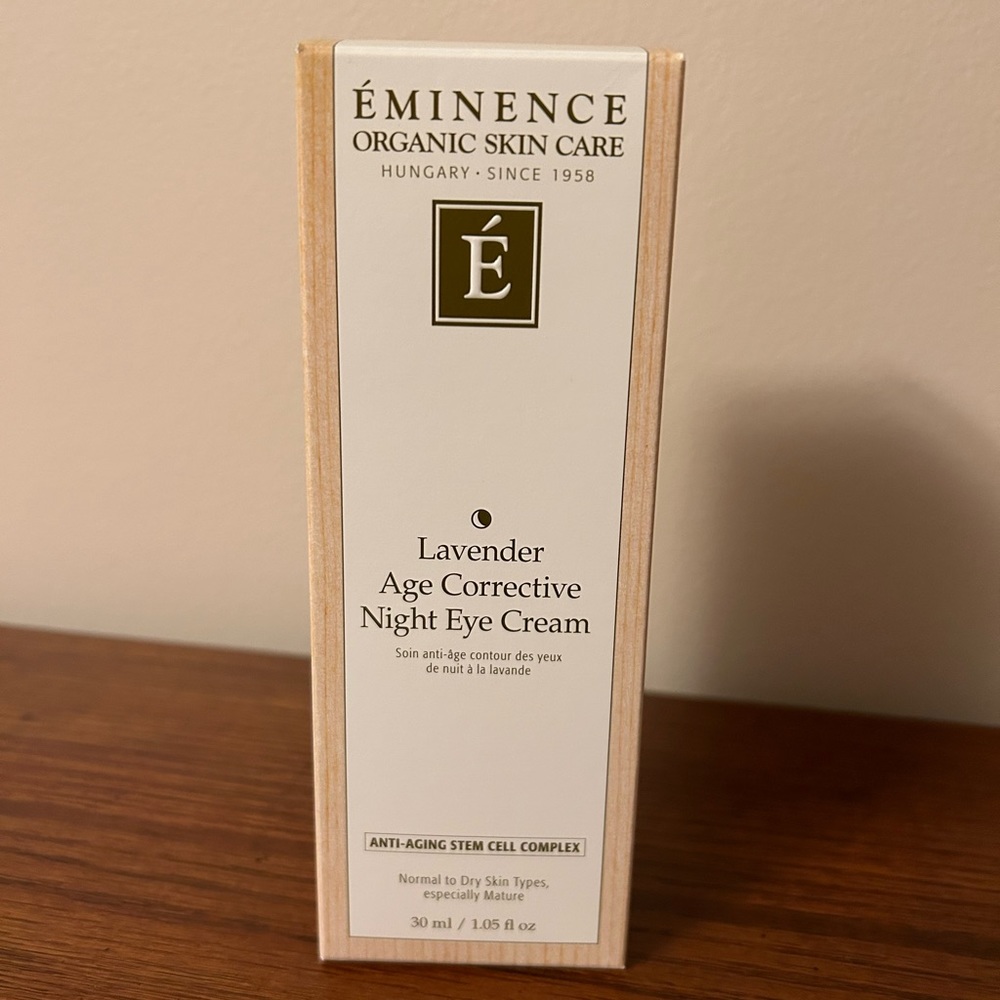 ÉMINENCE
ORGANIC SKIN CARE
HUNGARY · SINCE 1958
É
Lavender
Age Corrective
Night Eye Cream
Soin anti-âge contour des yeux
de nuit à la lavande
ANTI-AGING STEM CELL COMPLEX
Normal to Dry Skin Types,
especially Mature
30 ml / 1.05 fl oz